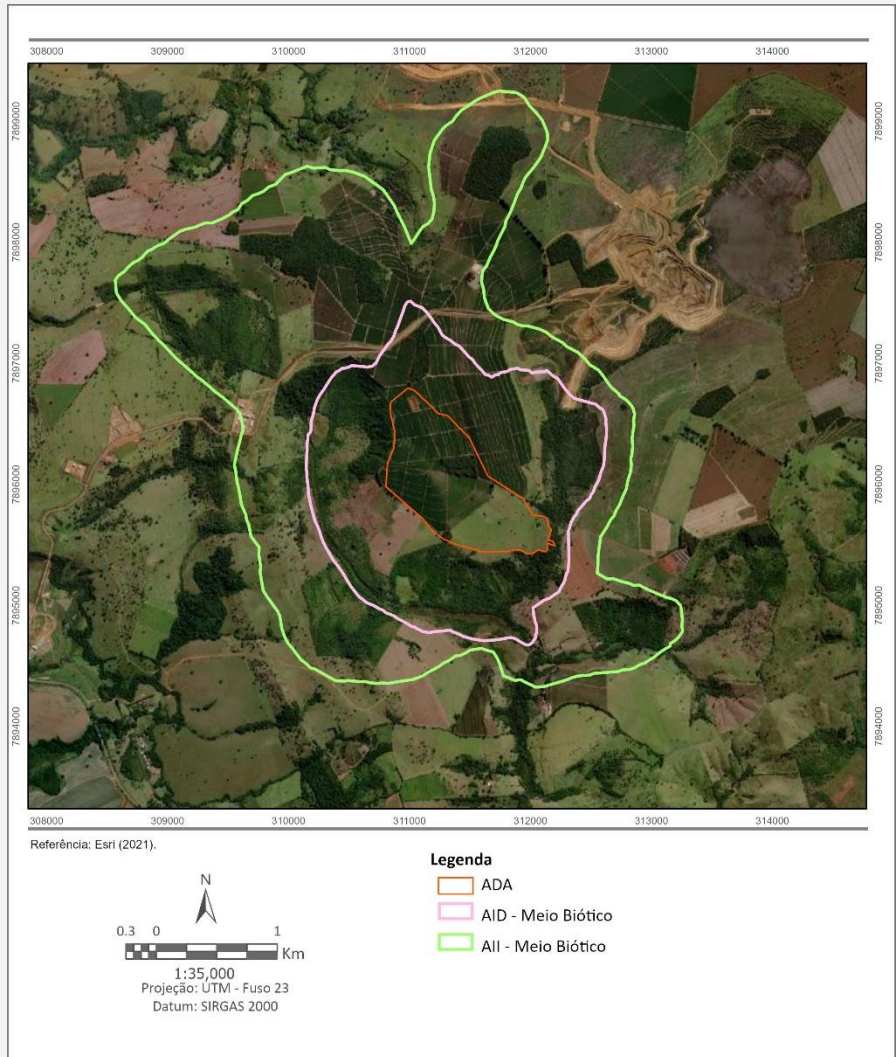 308000 309000 310000 311000 312000 313000 314000
7899000 7899000
7898000 7898000
7897000 7897000
7896000 7896000
7895000 7895000
7894000 7894000
308000 309000 310000 311000 312000 313000 314000
Referência: Esri (2021).
N
0.3 0 1
Km
1:35,000
Projeção: UTM - Fuso 23
Datum: SIRGAS 2000
Legenda
ADA
AID - Meio Biótico
AII - Meio Biótico